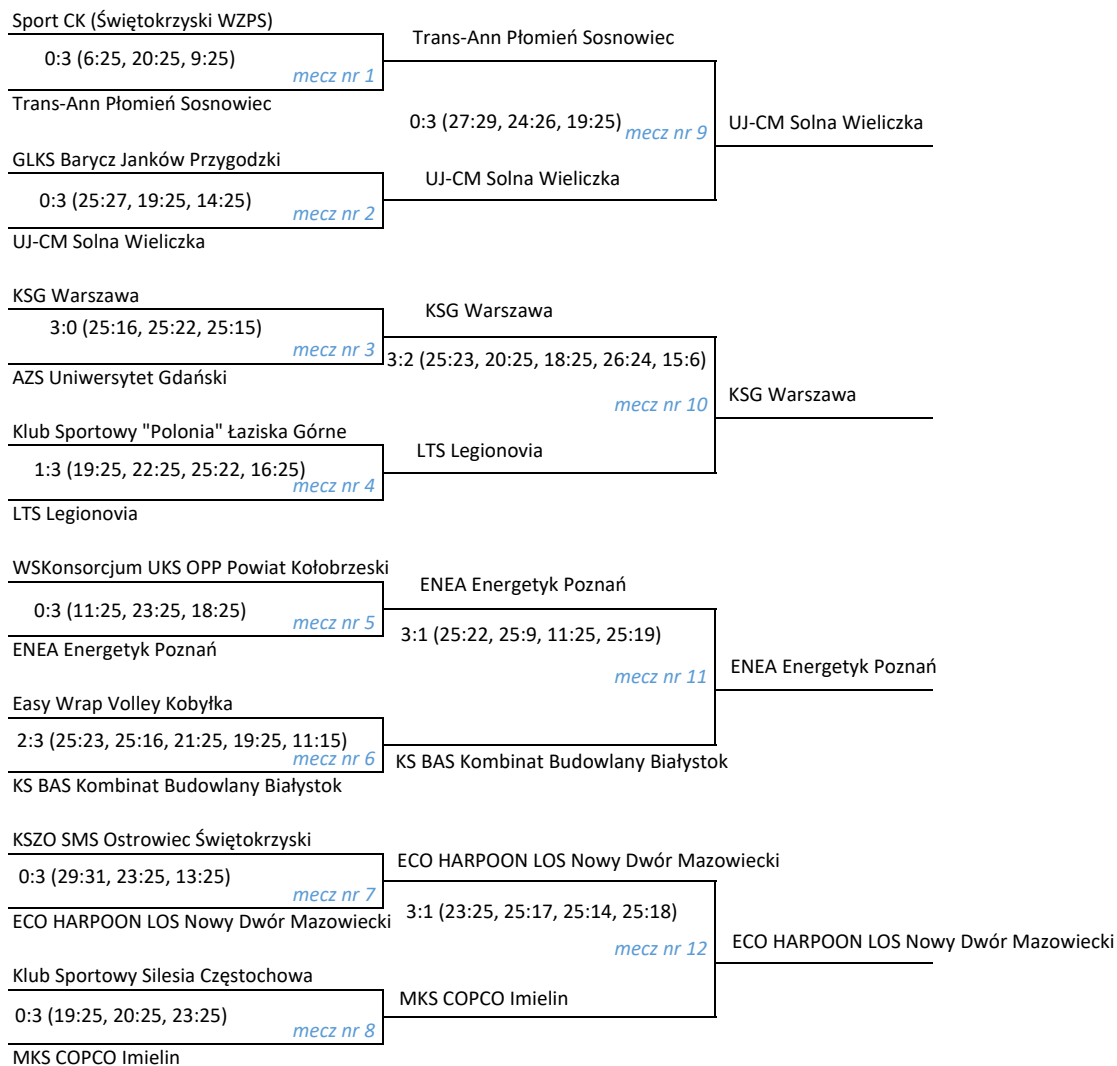 Sport CK (Świętokrzyski WZPS)
0:3 (6:25, 20:25, 9:25)
mecz nr 1
Trans-Ann Płomień Sosnowiec
GLKS Barycz Janków Przygodzki
0:3 (25:27, 19:25, 14:25)
mecz nr 2
UJ-CM Solna Wieliczka
KSG Warszawa
3:0 (25:16, 25:22, 25:15)
mecz nr 3
AZS Uniwersytet Gdański
Klub Sportowy "Polonia" Łaziska Górne
1:3 (19:25, 22:25, 25:22, 16:25)
mecz nr 4
LTS Legionovia
WSKonsorcjum UKS OPP Powiat Kołobrzeski
0:3 (11:25, 23:25, 18:25)
mecz nr 5
ENEA Energetyk Poznań
Easy Wrap Volley Kobyłka
2:3 (25:23, 25:16, 21:25, 19:25, 11:15)
mecz nr 6
KS BAS Kombinat Budowlany Białystok
KSZO SMS Ostrowiec Świętokrzyski
0:3 (29:31, 23:25, 13:25)
mecz nr 7
ECO HARPOON LOS Nowy Dwór Mazowiecki
Klub Sportowy Silesia Częstochowa
0:3 (19:25, 20:25, 23:25)
mecz nr 8
MKS COPCO Imielin
Trans-Ann Płomień Sosnowiec
0:3 (27:29, 24:26, 19:25)
mecz nr 9
UJ-CM Solna Wieliczka
KSG Warszawa
3:2 (25:23, 20:25, 18:25, 26:24, 15:6)
mecz nr 10
LTS Legionovia
ENEA Energetyk Poznań
3:1 (25:22, 25:9, 11:25, 25:19)
mecz nr 11
KS BAS Kombinat Budowlany Białystok
ECO HARPOON LOS Nowy Dwór Mazowiecki
3:1 (23:25, 25:17, 25:14, 25:18)
mecz nr 12
MKS COPCO Imielin
UJ-CM Solna Wieliczka
KSG Warszawa
ENEA Energetyk Poznań
ECO HARPOON LOS Nowy Dwór Mazowiecki